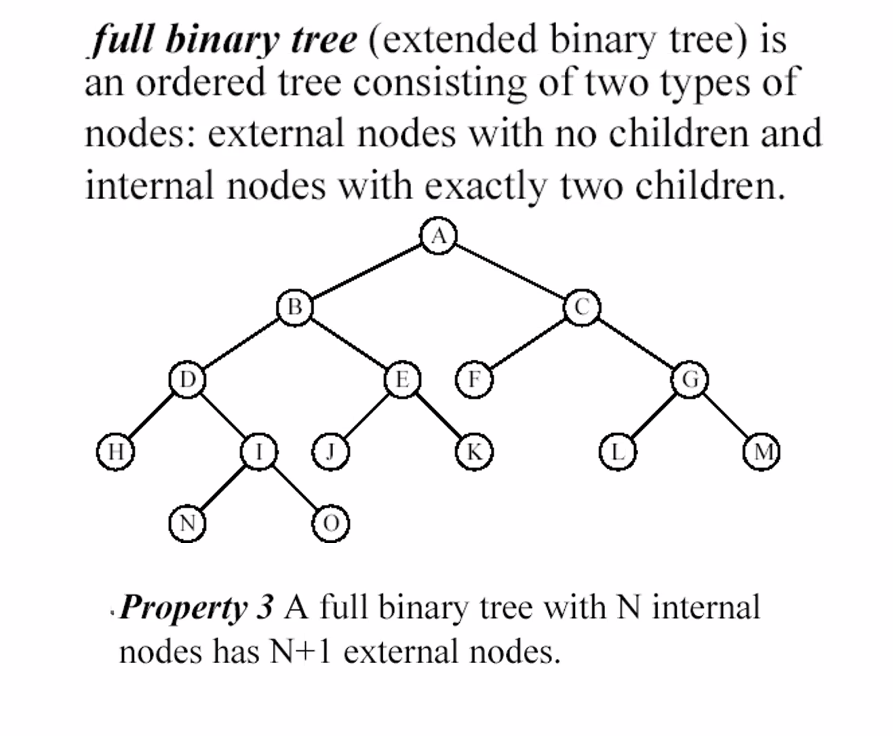 full binary tree (extended binary tree) is
an ordered tree consisting of two types of
nodes: external nodes with no children and
internal nodes with exactly two children.
A
B C
D E F G
H I J K L M
N O
Property 3 A full binary tree with N internal
nodes has N+1 external nodes.